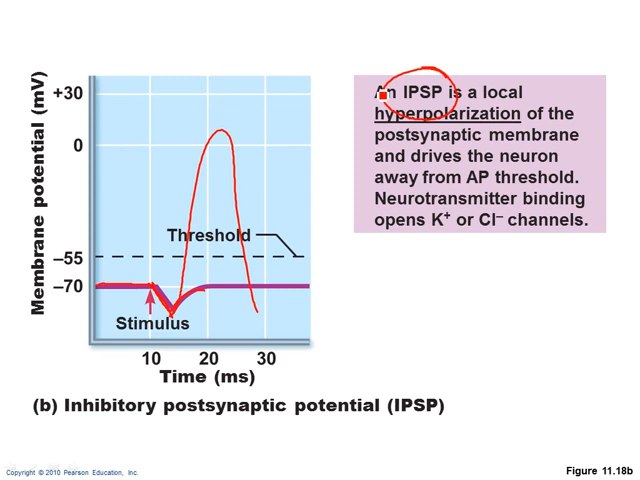 +30
0
–55
–70
Membrane potential (mV)
Threshold
Stimulus
10 20 30
Time (ms)
An IPSP is a local
hyperpolarization of the
postsynaptic membrane
and drives the neuron
away from AP threshold.
Neurotransmitter binding
opens K+ or Cl– channels.
(b) Inhibitory postsynaptic potential (IPSP)
Copyright © 2010 Pearson Education, Inc.
Figure 11.18b